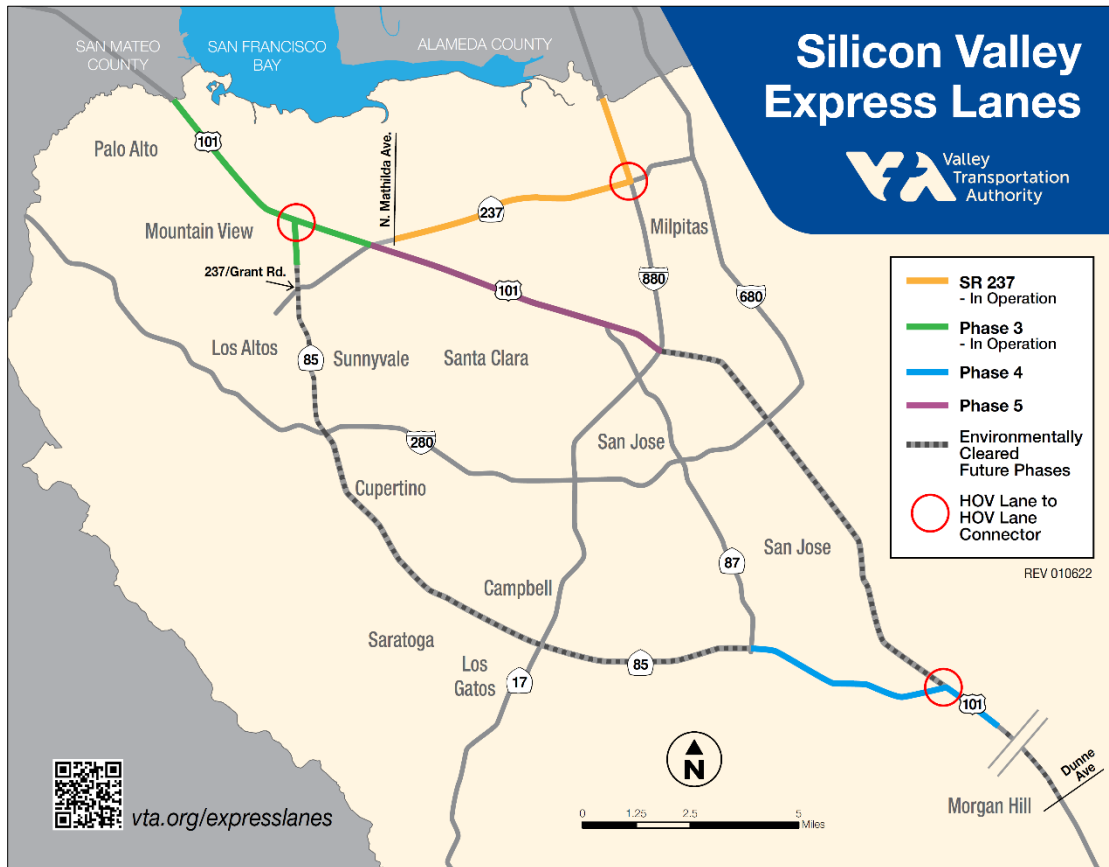 SAN MATEO
COUNTY
SAN FRANCISCO
BAY
ALAMEDA COUNTY
Silicon Valley
Express Lanes
VTA
Valley
Transportation
Authority
101
Palo Alto
N. Mathilda Ave.
237
Milpitas
Mountain View
237/Grant Rd.
880
680
101
Los Altos
85
Sunnyvale
Santa Clara
280
San Jose
Cupertino
San Jose
87
Campbell
Saratoga
Los
Gatos
85
17
101
Dunne
Ave
Morgan Hill
SR 237
- In Operation
Phase 3
- In Operation
Phase 4
Phase 5
Environmentally
Cleared
Future Phases
HOV Lane to
HOV Lane
Connector
REV 010622
N
0 1.25 2.5 5
Miles
vta.org/expresslanes